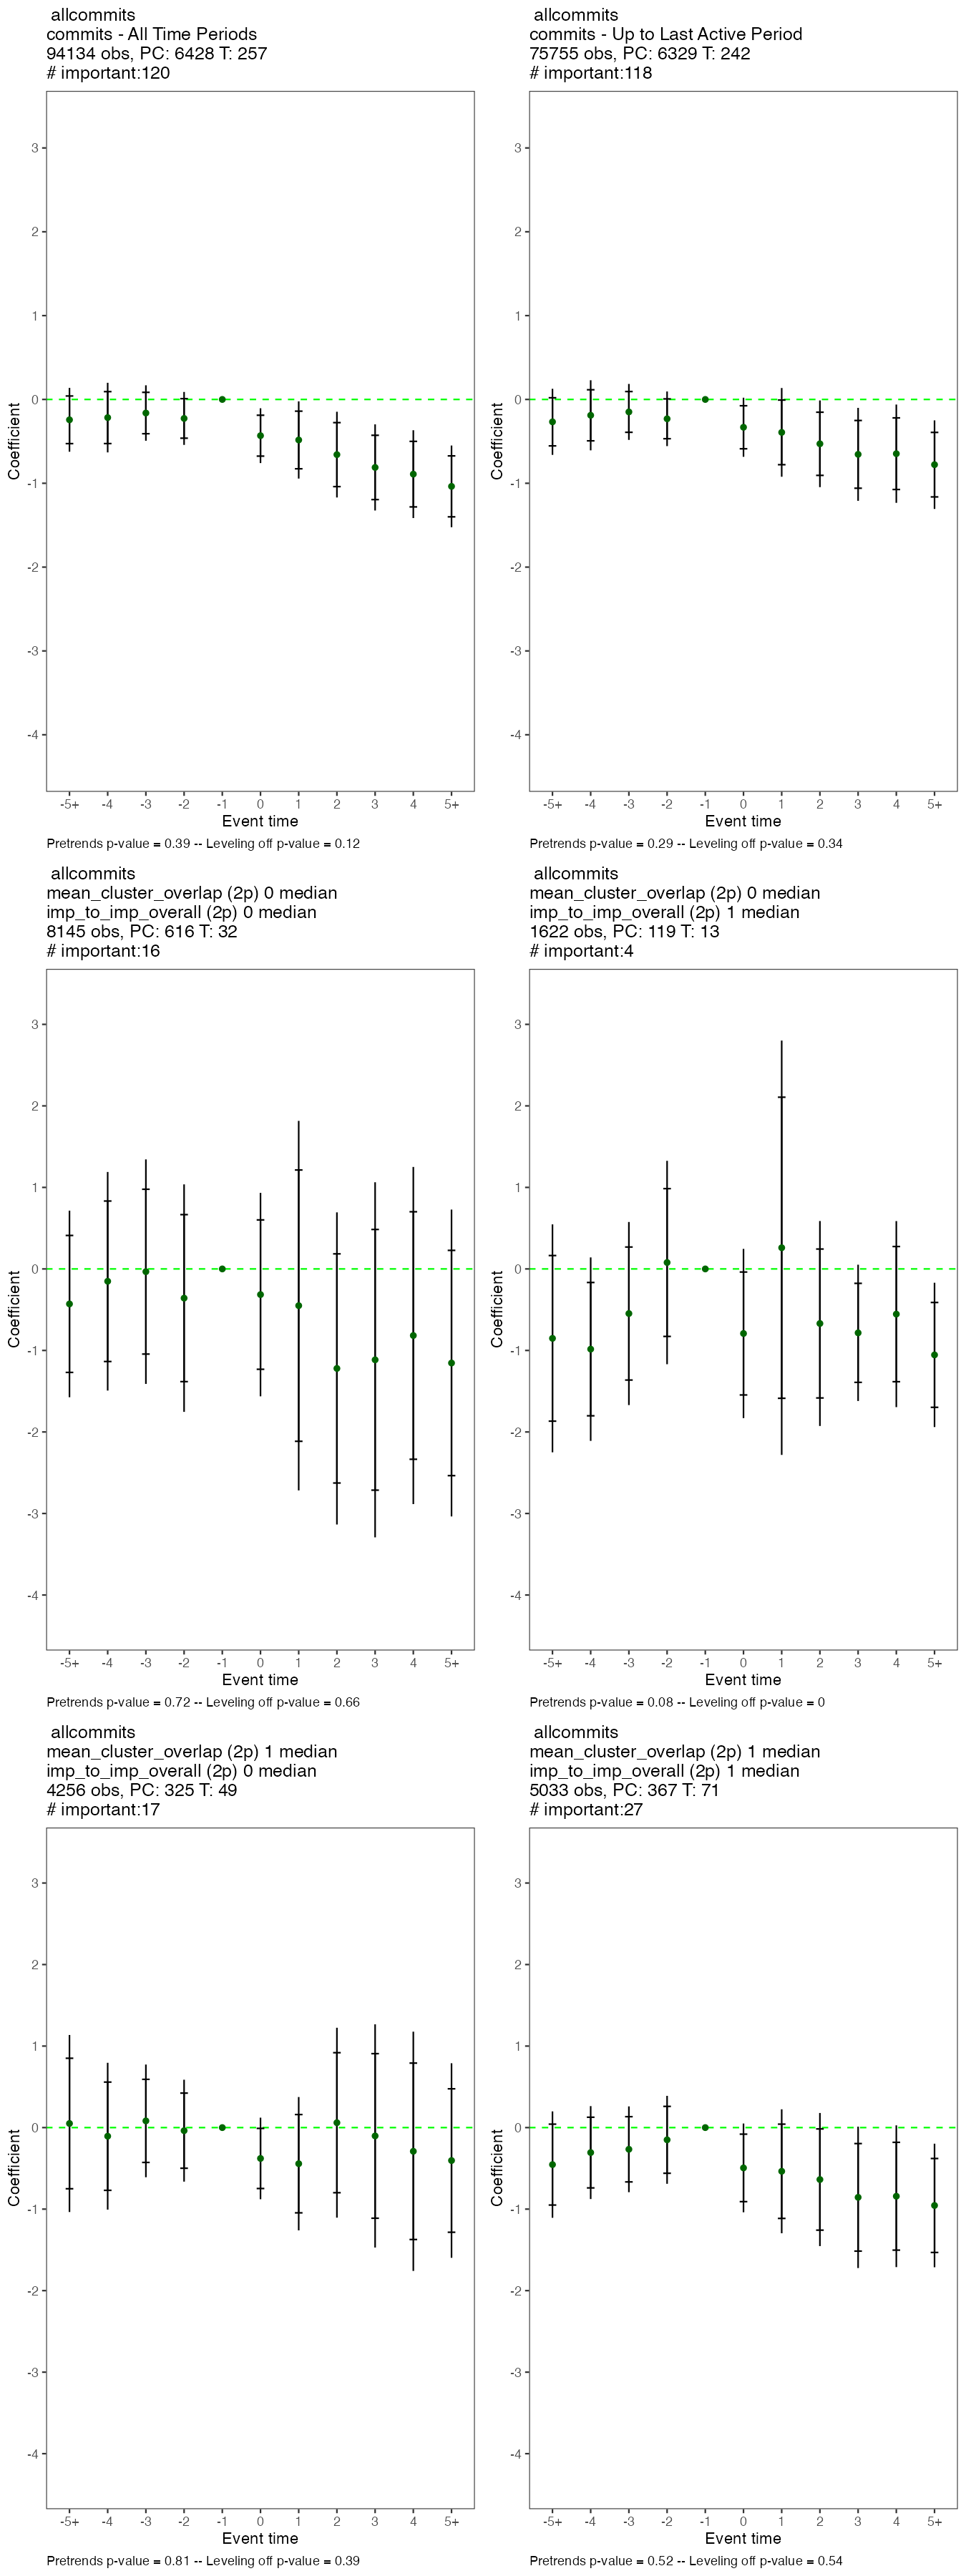 allcommits
commits - All Time Periods
94134 obs, PC: 6428 T: 257
# important:120
3
2
1
0
-1
-2
-3
-4
Coefficient
-5+ -4 -3 -2 -1 0 1 2 3 4 5+
Event time
Pretrends p-value = 0.39 -- Leveling off p-value = 0.12
allcommits
commits - Up to Last Active Period
75755 obs, PC: 6329 T: 242
# important:118
3
2
1
0
-1
-2
-3
-4
Coefficient
-5+ -4 -3 -2 -1 0 1 2 3 4 5+
Event time
Pretrends p-value = 0.29 -- Leveling off p-value = 0.34
allcommits
mean_cluster_overlap (2p) 0 median
imp_to_imp_overall (2p) 0 median
8145 obs, PC: 616 T: 32
# important:16
3
2
1
0
-1
-2
-3
-4
Coefficient
-5+ -4 -3 -2 -1 0 1 2 3 4 5+
Event time
Pretrends p-value = 0.72 -- Leveling off p-value = 0.66
allcommits
mean_cluster_overlap (2p) 0 median
imp_to_imp_overall (2p) 1 median
1622 obs, PC: 119 T: 13
# important:4
3
2
1
0
-1
-2
-3
-4
Coefficient
-5+ -4 -3 -2 -1 0 1 2 3 4 5+
Event time
Pretrends p-value = 0.08 -- Leveling off p-value = 0
allcommits
mean_cluster_overlap (2p) 1 median
imp_to_imp_overall (2p) 0 median
4256 obs, PC: 325 T: 49
# important:17
3
2
1
0
-1
-2
-3
-4
Coefficient
-5+ -4 -3 -2 -1 0 1 2 3 4 5+
Event time
Pretrends p-value = 0.81 -- Leveling off p-value = 0.39
allcommits
mean_cluster_overlap (2p) 1 median
imp_to_imp_overall (2p) 1 median
5033 obs, PC: 367 T: 71
# important:27
3
2
1
0
-1
-2
-3
-4
Coefficient
-5+ -4 -3 -2 -1 0 1 2 3 4 5+
Event time
Pretrends p-value = 0.52 -- Leveling off p-value = 0.54